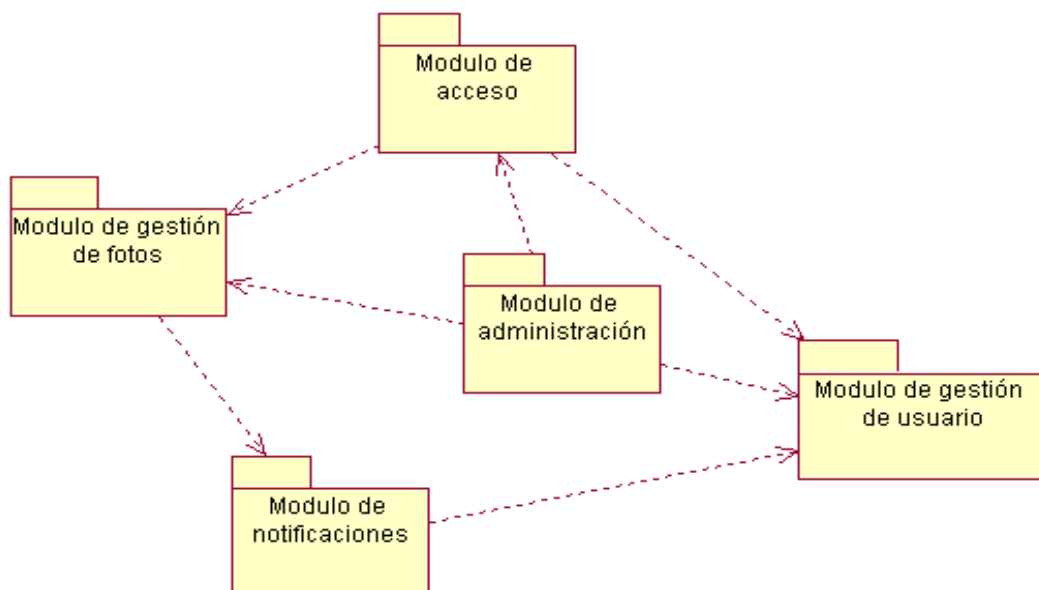 Modulo de
acceso
Modulo de gestión
de fotos
Modulo de
administración
Modulo de gestión
de usuario
Modulo de
notificaciones